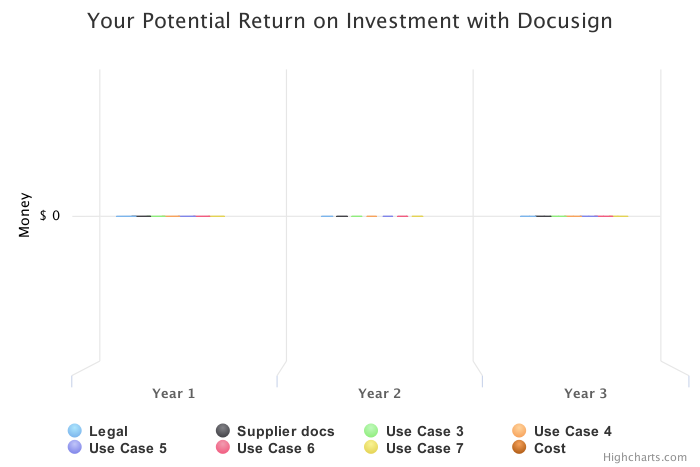 Your Potential Return on Investment with Docusign
Money
$ 0
Year 1
Year 2
Year 3
Legal
Supplier docs
Use Case 3
Use Case 4
Use Case 5
Use Case 6
Use Case 7
Cost
Highcharts.com